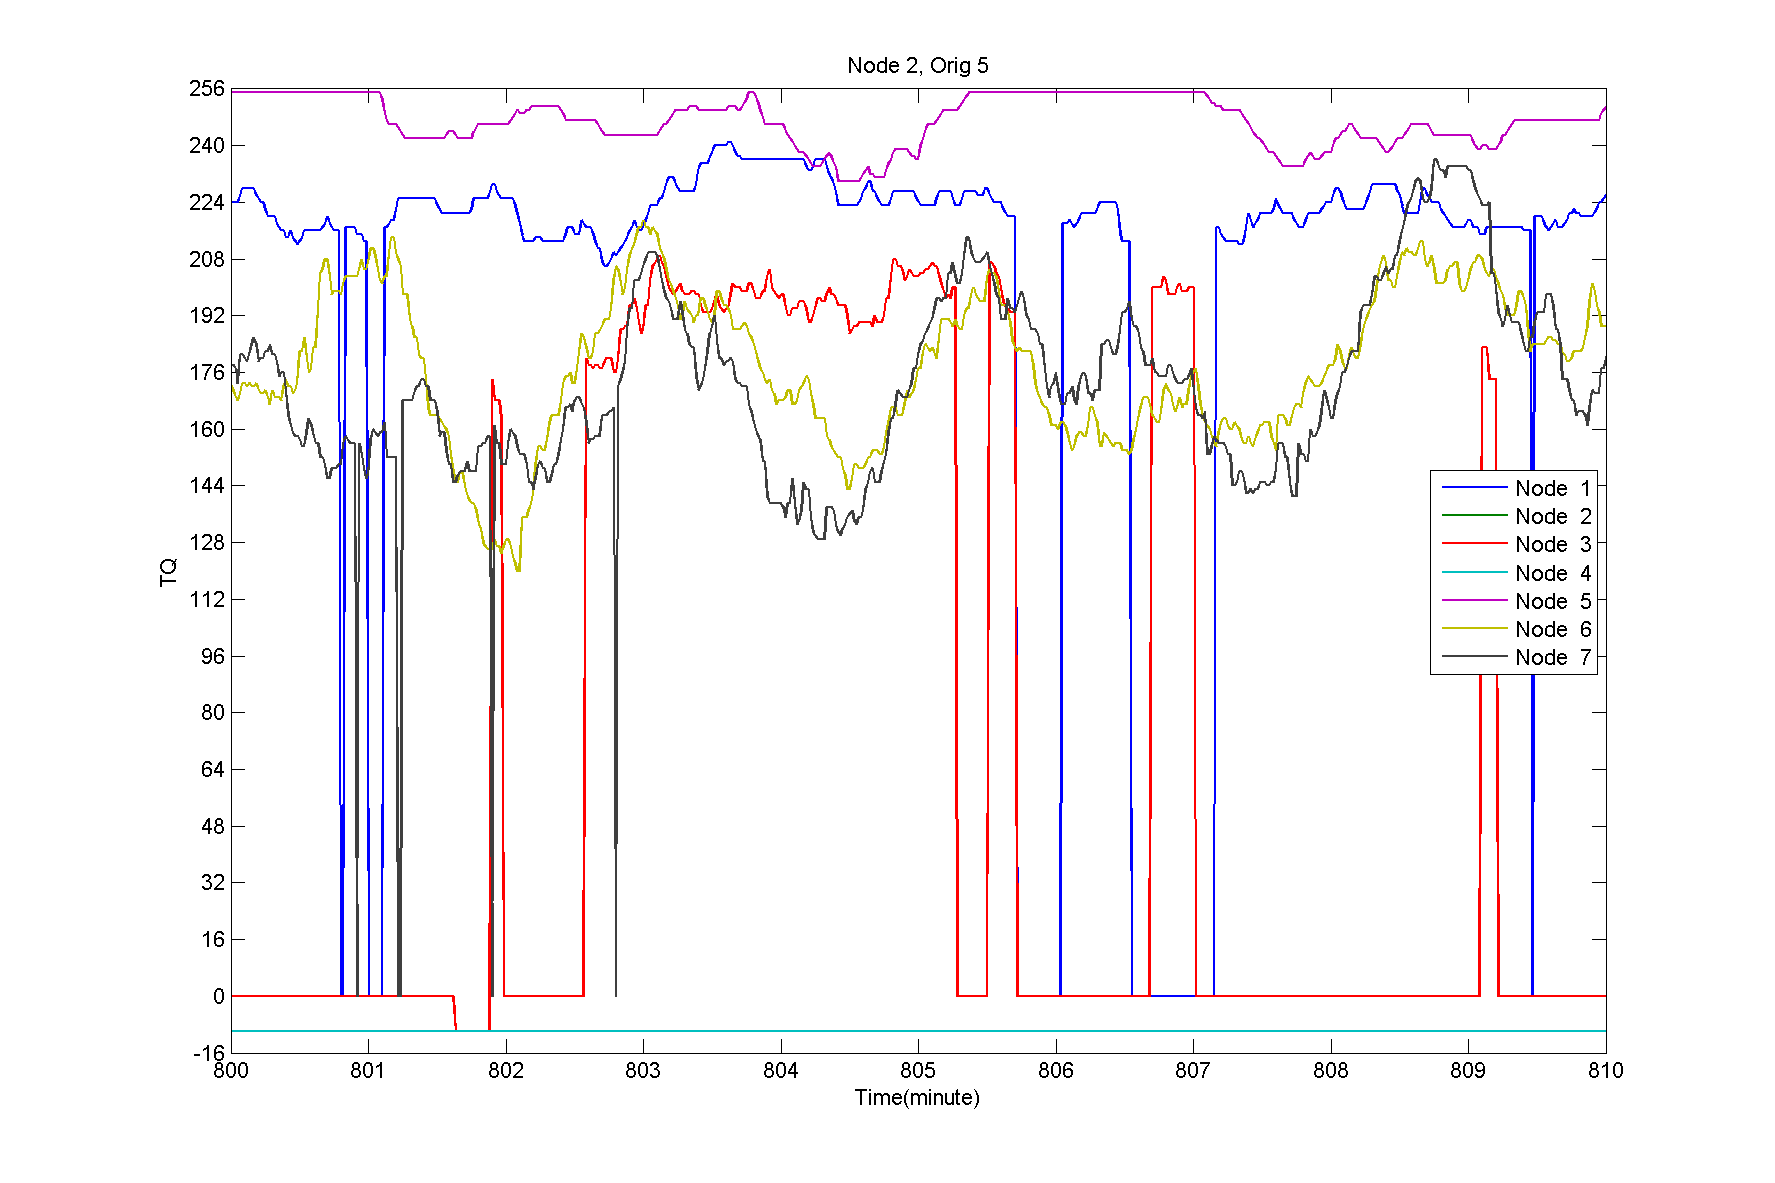 Node 2, Orig 5
256
240
224
208
192
176
160
144
128
112
96
80
64
48
32
16
0
-16
TQ
800 801 802 803 804 805 806 807 808 809 810
Time(minute)
Node 1
Node 2
Node 3
Node 4
Node 5
Node 6
Node 7